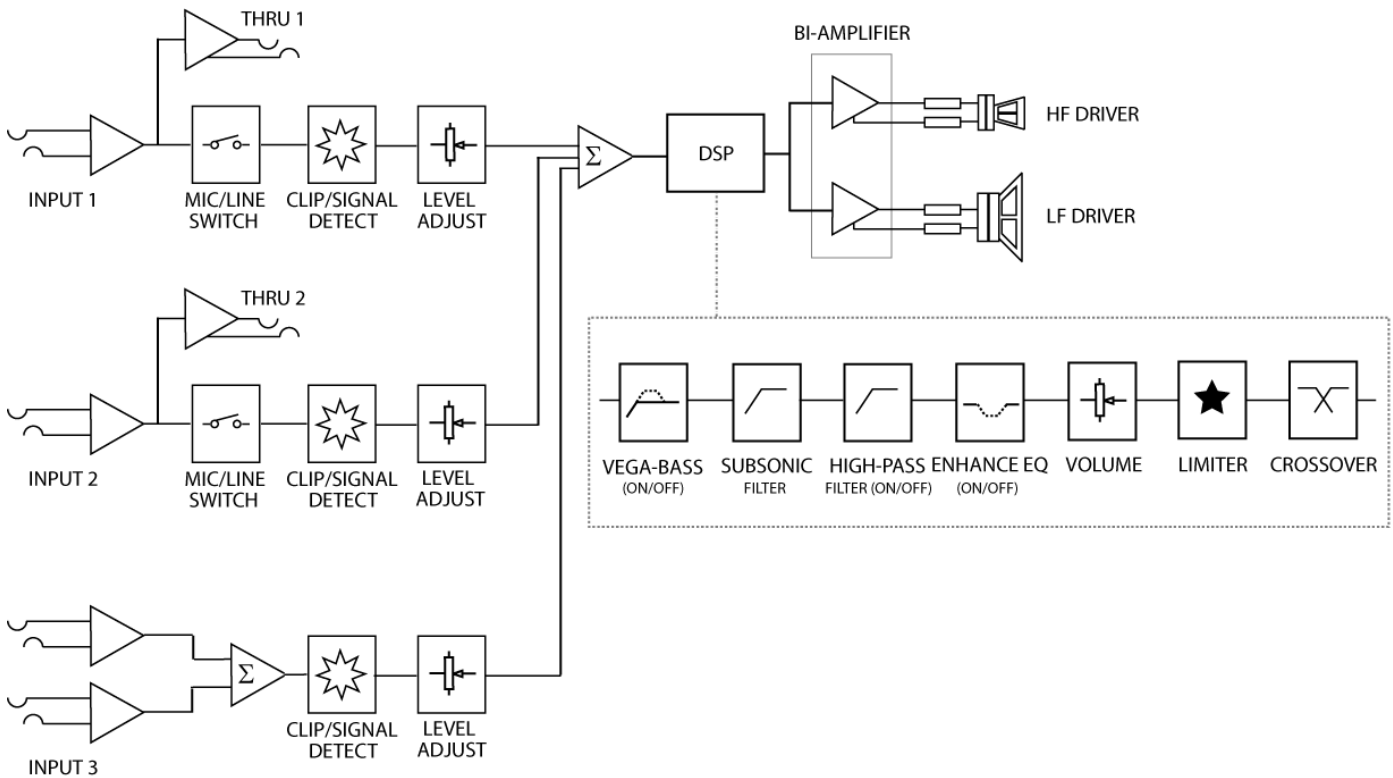 THRU 1
INPUT 1
MIC/LINE
SWITCH
CLIP/SIGNAL
DETECT
LEVEL
ADJUST
Σ
DSP
BI-AMPLIFIER
HF DRIVER
LF DRIVER
THRU 2
INPUT 2
MIC/LINE
SWITCH
CLIP/SIGNAL
DETECT
LEVEL
ADJUST
VEGA-BASS
(ON/OFF)
SUBSONIC
FILTER
HIGH-PASS
FILTER (ON/OFF)
ENHANCE EQ
(ON/OFF)
VOLUME
LIMITER
CROSSOVER
INPUT 3
Σ
CLIP/SIGNAL
DETECT
LEVEL
ADJUST